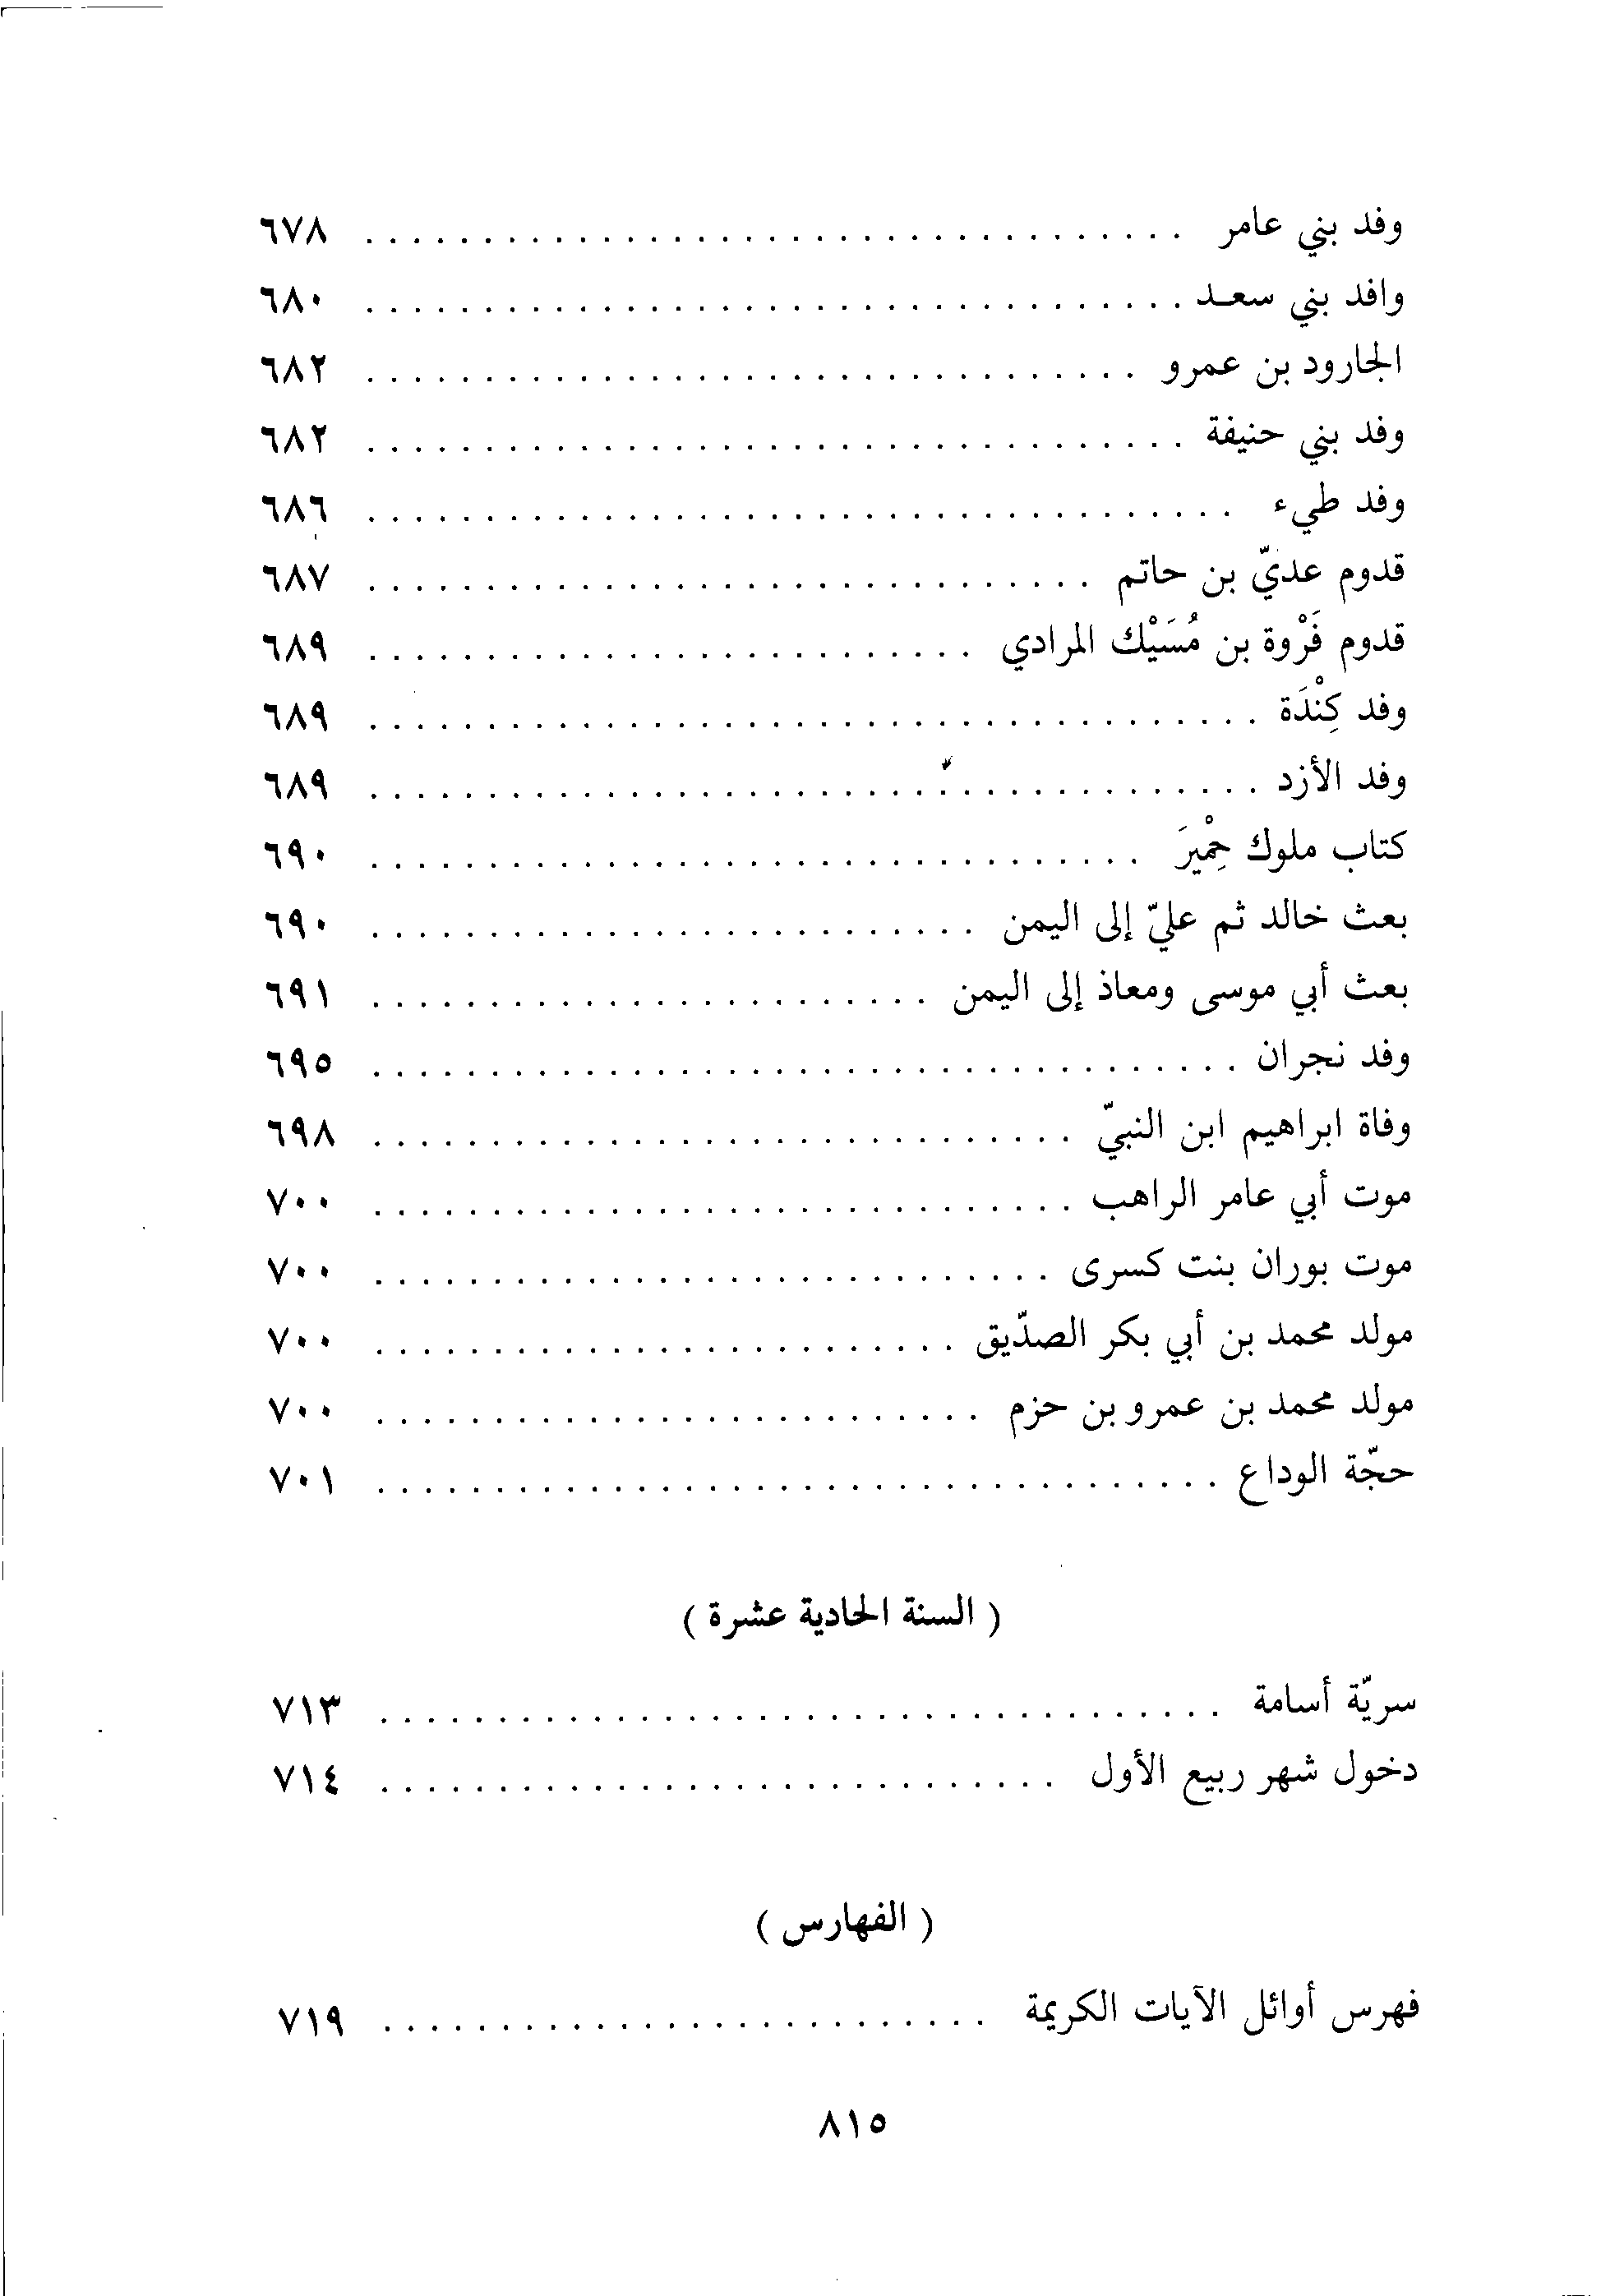 وفد بني عامر . . . . . . . . . . . . . . . . . . . . ٦٧٨
وافد بني سعد . . . . . . . . . . . . . . . . . . . . ٦٨٠
الجارود بن عمرو . . . . . . . . . . . . . . . . . . . . ٦٨٢
وفد بني حنيفة . . . . . . . . . . . . . . . . . . . . ٦٨٢
وفد طيء . . . . . . . . . . . . . . . . . . . . ٦٨٦
قدوم عديّ بن حاتم . . . . . . . . . . . . . . . . . . . . ٦٨٧
قدوم فَرْوة بن مُسَيْك المرادي . . . . . . . . . . . . . . . . . . . . ٦٨٩
وفد كِنْدَة . . . . . . . . . . . . . . . . . . . . ٦٨٩
وفد الأزد . . . . . . . . . . . . . . . . . . . . ٦٨٩
كتاب ملوك حِمْيرَ . . . . . . . . . . . . . . . . . . . . ٦٩٠
بعث خالد ثم عليّ إلى اليمن . . . . . . . . . . . . . . . . . . . . ٦٩٠
بعث أبي موسى ومعاذ إلى اليمن . . . . . . . . . . . . . . . . . . . . ٦٩١
وفد نجران . . . . . . . . . . . . . . . . . . . . ٦٩٥
وفاة ابراهيم ابن النبيّ . . . . . . . . . . . . . . . . . . . . ٦٩٨
موت أبي عامر الراهب . . . . . . . . . . . . . . . . . . . . ٧٠٠
موت بوران بنت كسرى . . . . . . . . . . . . . . . . . . . . ٧٠٠
مولد محمد بن أبي بكر الصدّيق . . . . . . . . . . . . . . . . . . . . ٧٠٠
مولد محمد بن عمرو بن حزم . . . . . . . . . . . . . . . . . . . . ٧٠٠
حجّة الوداع . . . . . . . . . . . . . . . . . . . . ٧٠١
( السنة الحادية عشرة )
سريّة أسامة . . . . . . . . . . . . . . . . . . . . ٧١٣
دخول شهر ربيع الأول . . . . . . . . . . . . . . . . . . . . ٧١٤
( الفهارس )
فهرس أوائل الآيات الكريمة . . . . . . . . . . . . . . . . . . . . ٧١٩
٨١٥